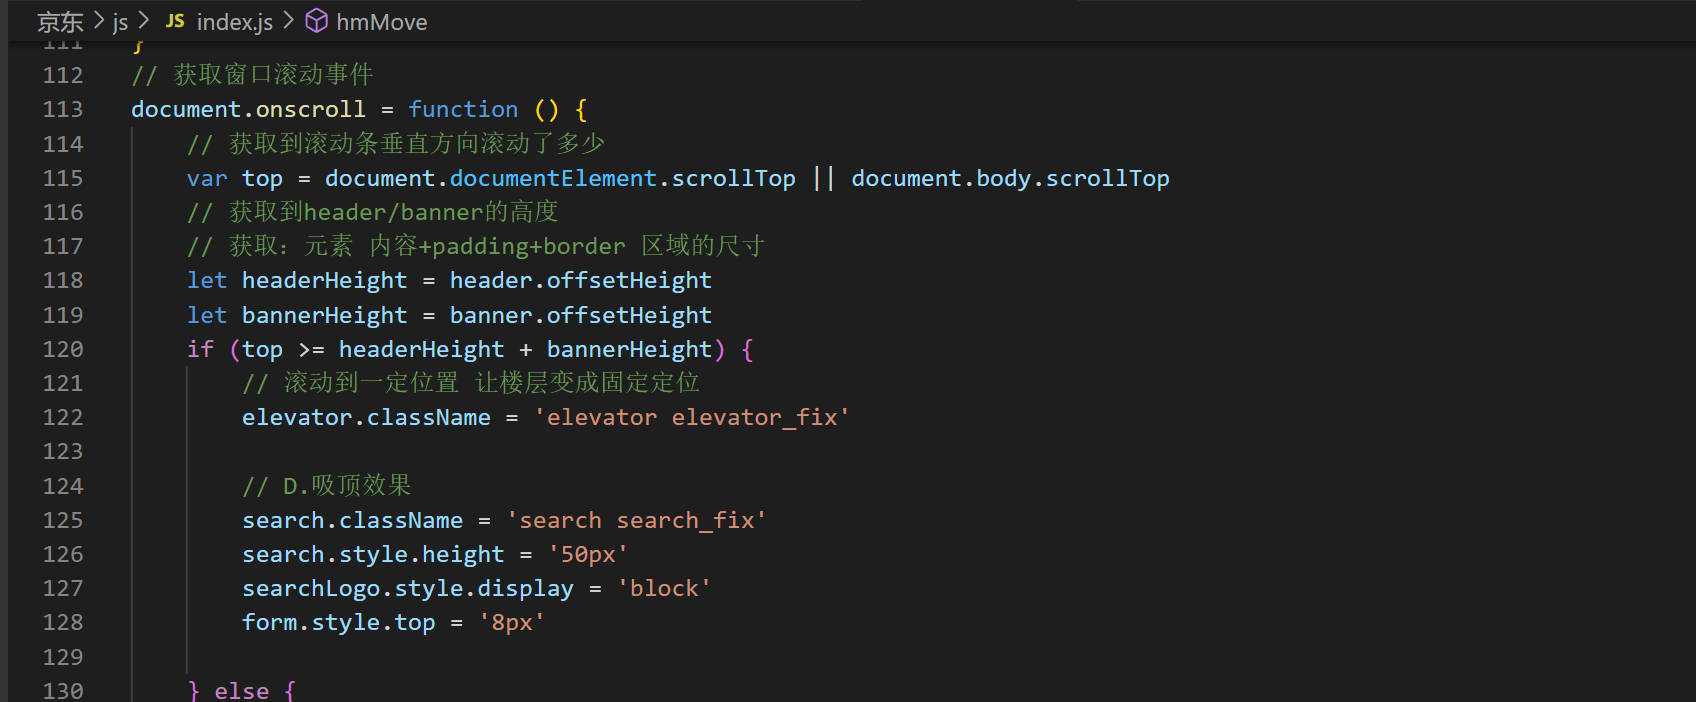 京东 > js > JS index.js > hmMove
111 }
112 // 获取窗口滚动事件
113 document.onscroll = function () {
114 // 获取到滚动条垂直方向滚动了多少
115 var top = document.documentElement.scrollTop || document.body.scrollTop
116 // 获取到header/banner的高度
117 // 获取：元素 内容+padding+border 区域的尺寸
118 let headerHeight = header.offsetHeight
119 let bannerHeight = banner.offsetHeight
120 if (top >= headerHeight + bannerHeight) {
121 // 滚动到一定位置 让楼层变成固定定位
122 elevator.className = 'elevator elevator_fix'
123
124 // D.吸顶效果
125 search.className = 'search search_fix'
126 search.style.height = '50px'
127 searchLogo.style.display = 'block'
128 form.style.top = '8px'
129
130 } else {